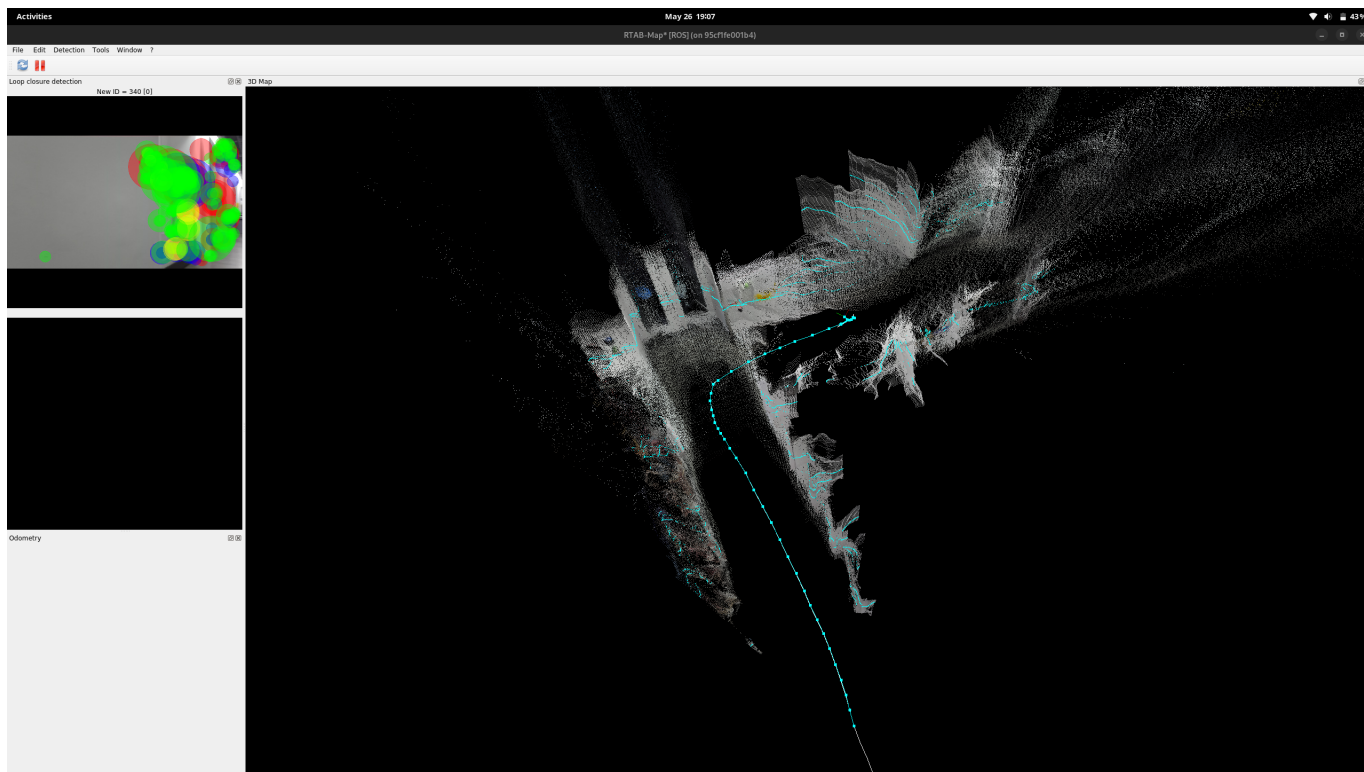 Activities
May 26 19:07
43%
RTAB-Map* [ROS] (on 95cf1fe001b4)
File Edit Detection Tools Window ?
Loop closure detection
3D Map
New ID = 340 [0]
Odometry